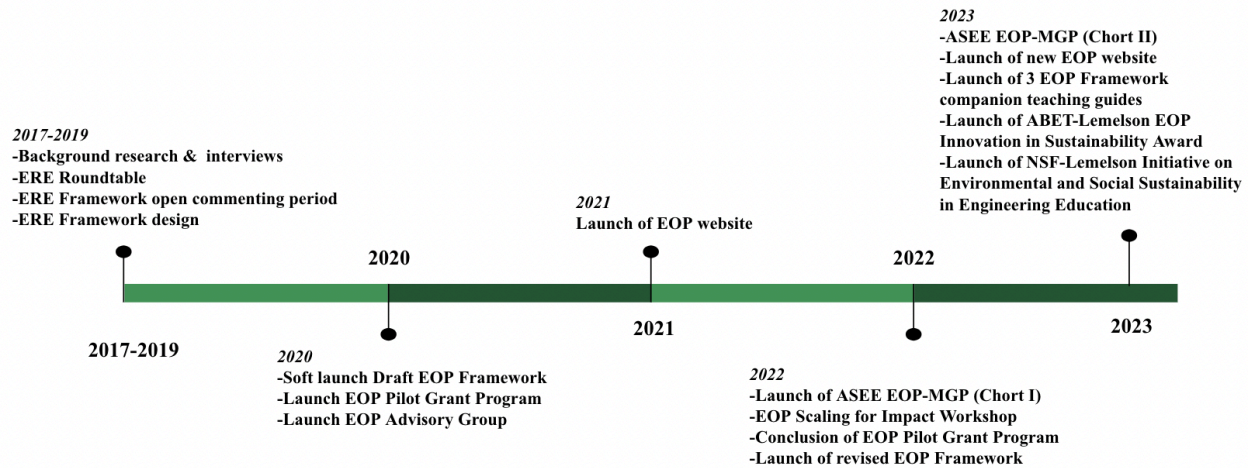 2023
-ASEE EOP-MGP (Chort II)
-Launch of new EOP website
-Launch of 3 EOP Framework
companion teaching guides
-Launch of ABET-Lemelson EOP
Innovation in Sustainability Award
-Launch of NSF-Lemelson Initiative on
Environmental and Social Sustainability
in Engineering Education
2017-2019
-Background research & interviews
-ERE Roundtable
-ERE Framework open commenting period
-ERE Framework design
2021
Launch of EOP website
2020
2022
2017-2019
2021
2023
2020
-Soft launch Draft EOP Framework
-Launch EOP Pilot Grant Program
-Launch EOP Advisory Group
2022
-Launch of ASEE EOP-MGP (Chort I)
-EOP Scaling for Impact Workshop
-Conclusion of EOP Pilot Grant Program
-Launch of revised EOP Framework